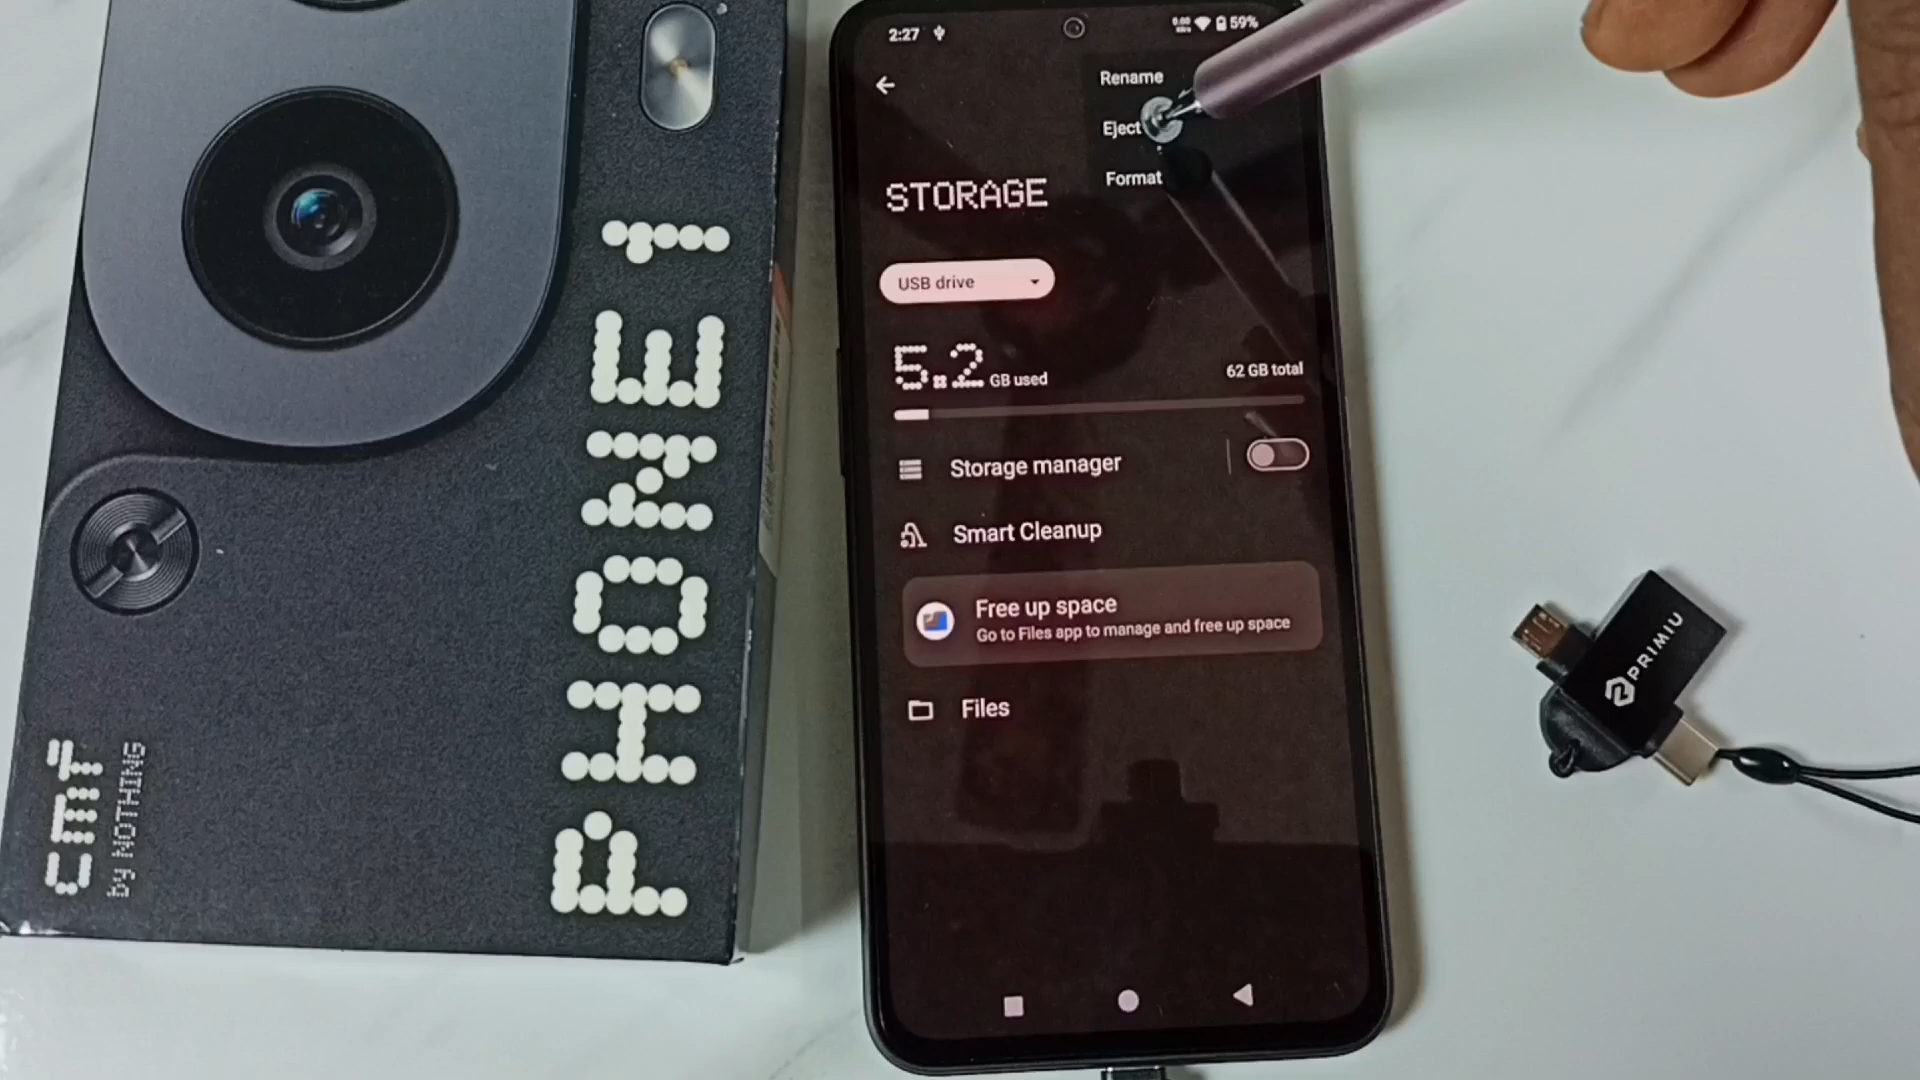 PHONE 1
cmf
by NOTHING
2:27
59%
Rename
Eject
Format
STORAGE
USB drive
5.2 GB used
62 GB total
Storage manager
Smart Cleanup
Free up space
Go to Files app to manage and free up space
Files
PRIMIU